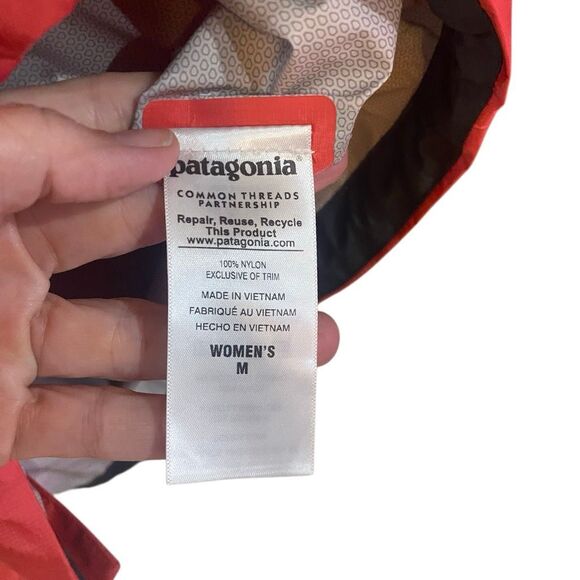 patagonia®
COMMON THREADS
PARTNERSHIP
Repair, Reuse, Recycle
This Product
www.patagonia.com
100% NYLON
EXCLUSIVE OF TRIM
MADE IN VIETNAM
FABRIQUÉ AU VIETNAM
HECHO EN VIETNAM
WOMEN'S
M